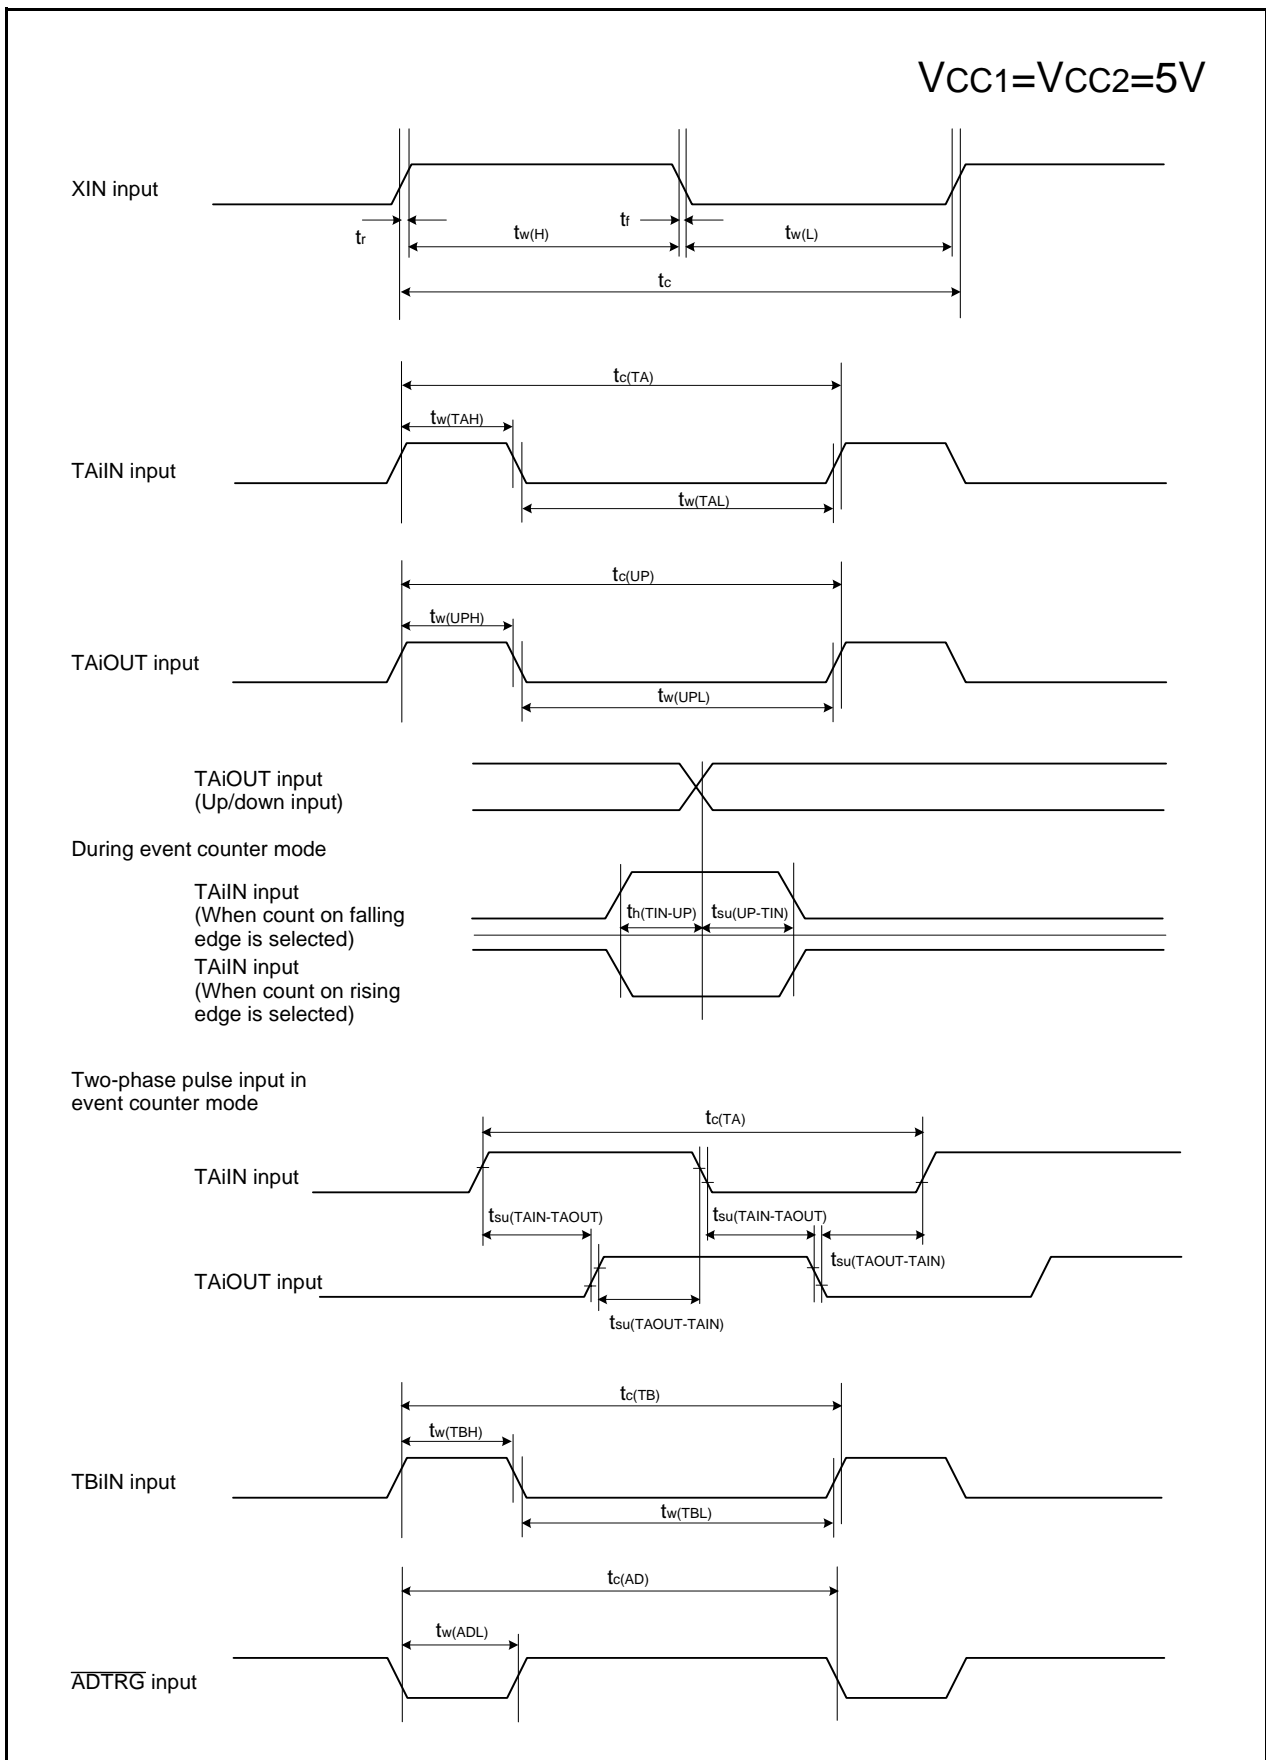 VCC1=VCC2=5V
XIN input
tr
tw(H)
tf
tw(L)
tc
tc(TA)
tw(TAH)
TAiIN input
tw(TAL)
tc(UP)
tw(UPH)
TAiOUT input
tw(UPL)
TAiOUT input
(Up/down input)
During event counter mode
TAiIN input
(When count on falling
edge is selected)
th(TIN-UP)
tsu(UP-TIN)
TAiIN input
(When count on rising
edge is selected)
Two-phase pulse input in
event counter mode
tc(TA)
TAiIN input
tsu(TAIN-TAOUT)
tsu(TAIN-TAOUT)
tsu(TAOUT-TAIN)
TAiOUT input
tsu(TAOUT-TAIN)
tc(TB)
tw(TBH)
TBiIN input
tw(TBL)
tc(AD)
tw(ADL)
ADTRG input